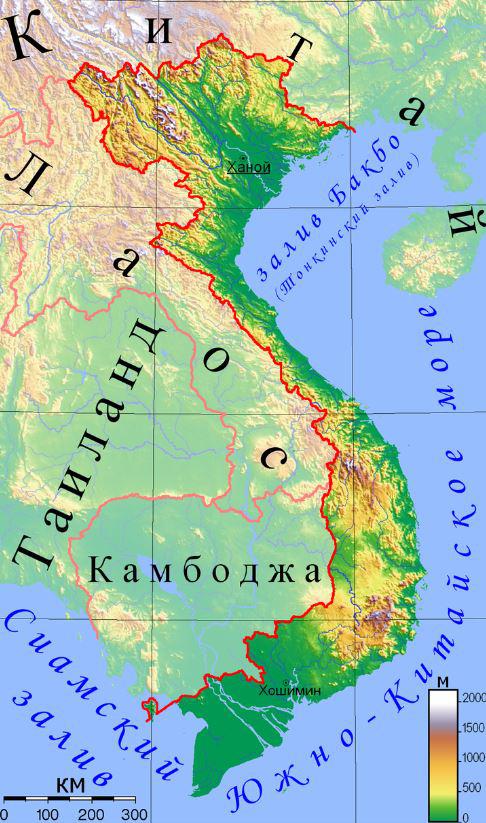 Китай
Ханой
залив Бакбо
(Тонкинский залив)
Лаос
Таиланд
Камбоджа
Южно-Китайское море
Сиамский залив
Хошимин
м
2000
1500
1000
500
0
км
0 100 200 300